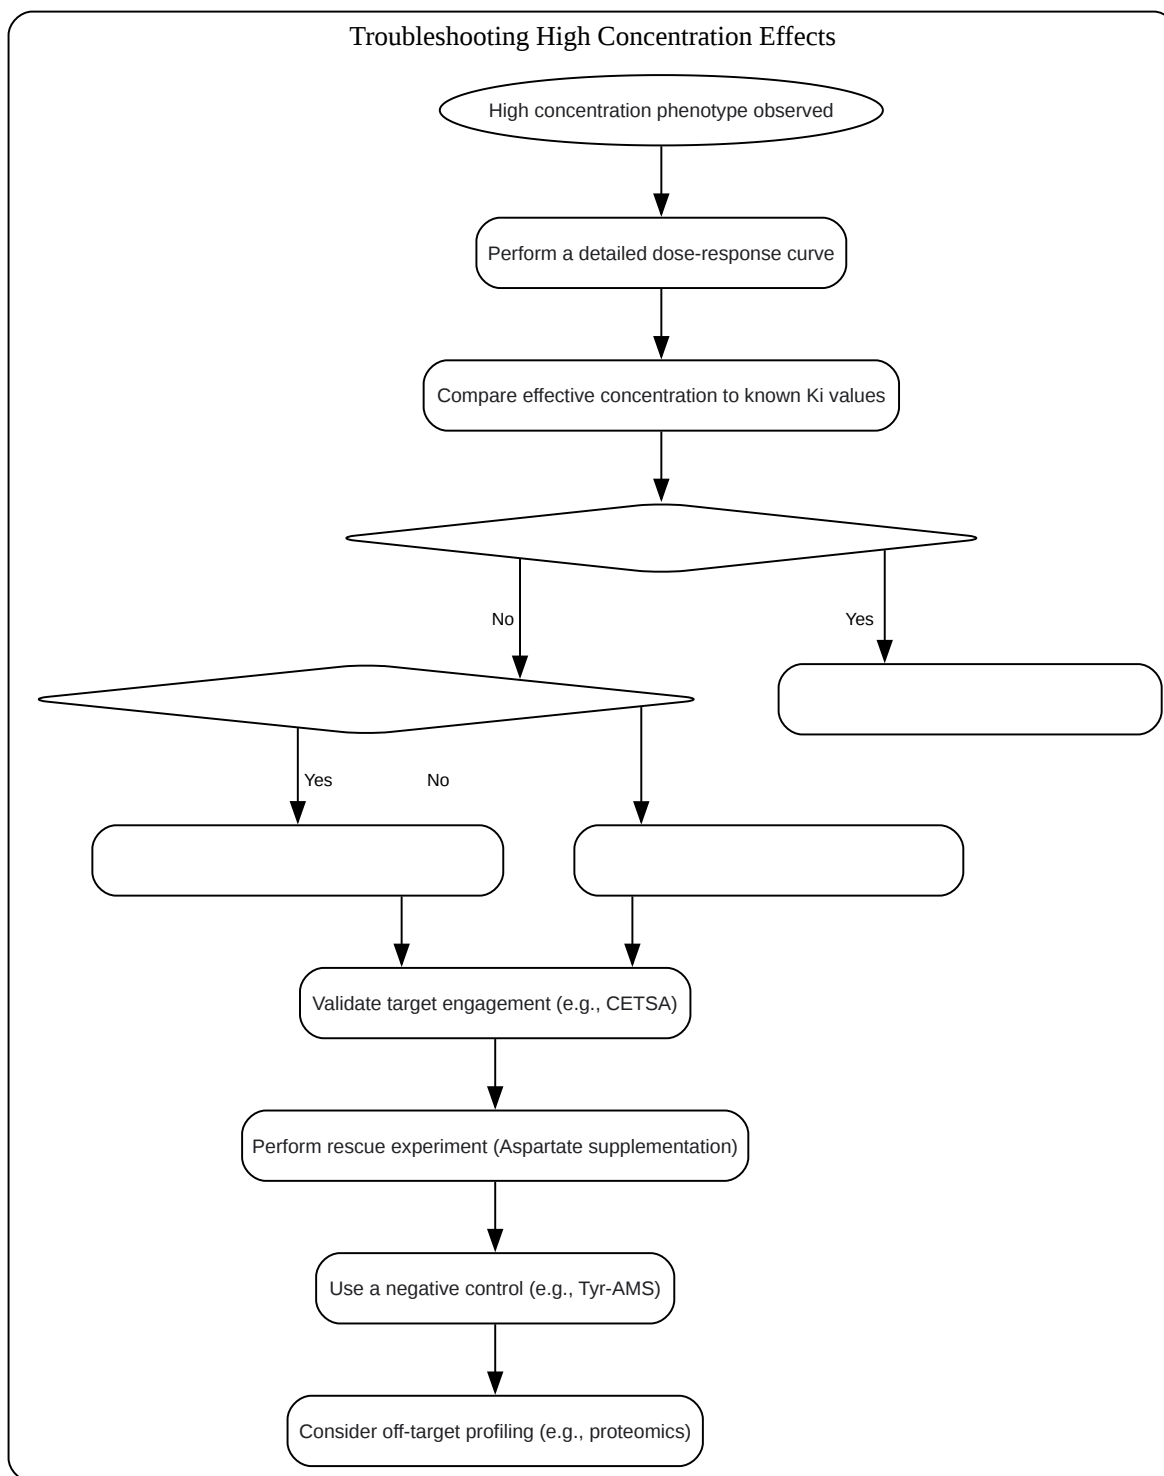 Troubleshooting High Concentration Effects
High concentration phenotype observed
Perform a detailed dose-response curve
Compare effective concentration to known Ki values
No
Yes
Yes
No
Validate target engagement (e.g., CETSA)
Perform rescue experiment (Aspartate supplementation)
Use a negative control (e.g., Tyr-AMS)
Consider off-target profiling (e.g., proteomics)